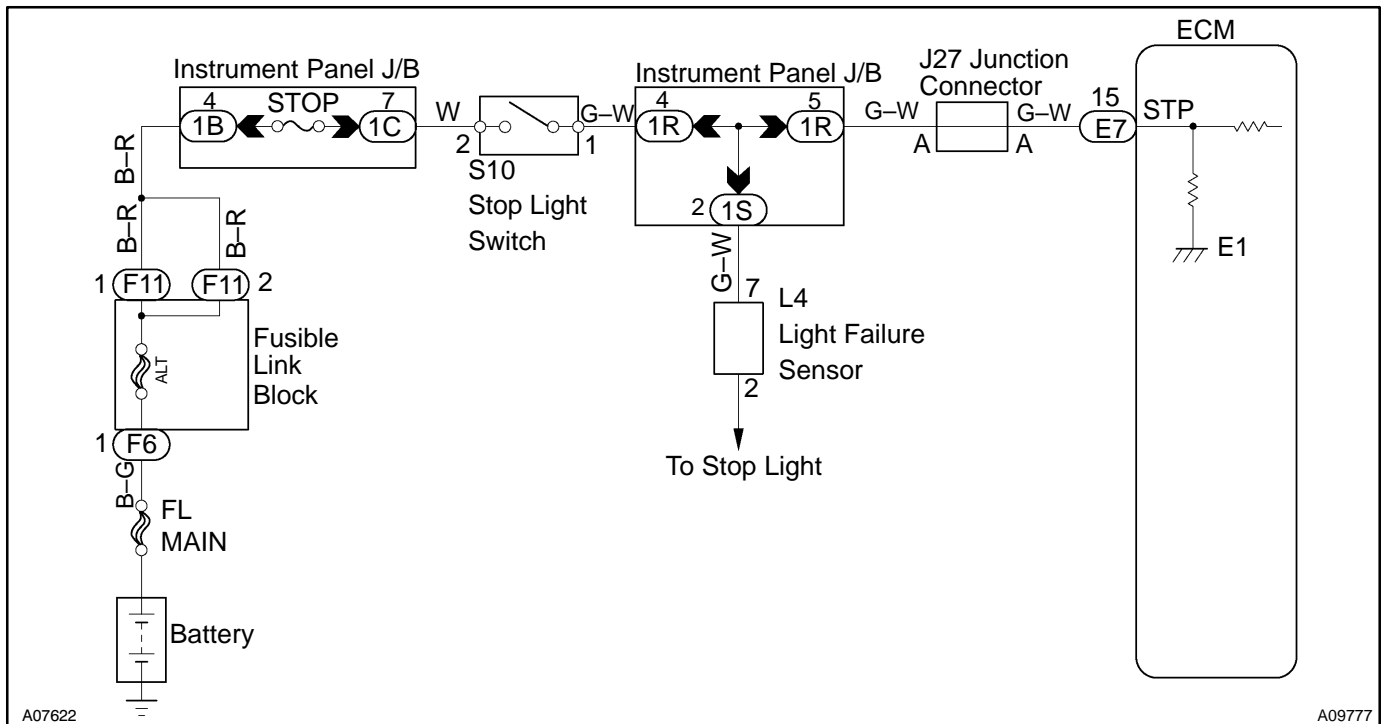 ECM
Instrument Panel J/B
4
STOP
7
1B
1C
W
2
1
S10
Stop Light
Switch
G–W
Instrument Panel J/B
4
1R
5
1R
2
1S
G–W
J27 Junction
Connector
A
A
G–W
15
E7
STP
E1
G–W
7
L4
Light Failure
Sensor
2
To Stop Light
B–R
B–R
B–R
1
F11
F11
2
ALT
Fusible
Link
Block
1
F6
B–G
FL
MAIN
Battery
A07622
A09777